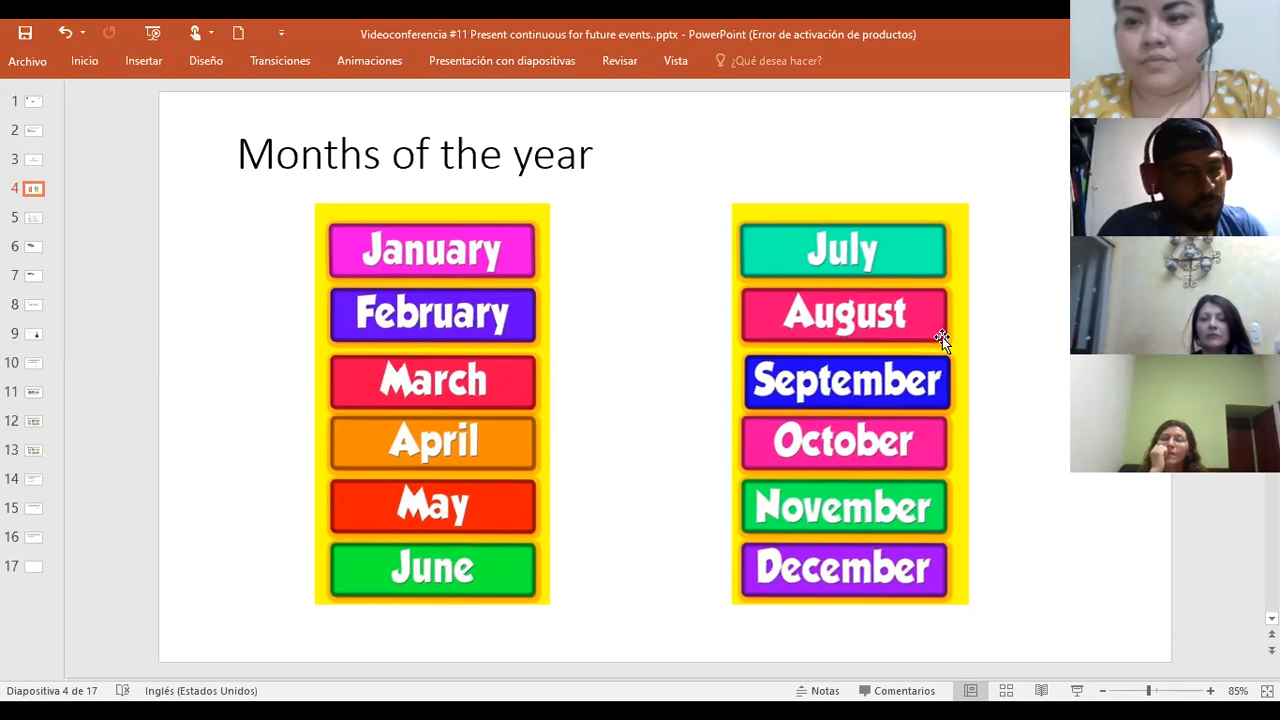 Videoconferencia #11 Present continuous for future events..pptx - PowerPoint (Error de activación de productos)
Archivo Inicio Insertar Diseño Transiciones Animaciones Presentación con diapositivas Revisar Vista ¿Qué desea hacer?
1
2
3
4
5
6
7
8
9
10
11
12
13
14
15
16
17
Months of the year
January
February
March
April
May
June
July
August
September
October
November
December
Diapositiva 4 de 17 Inglés (Estados Unidos) Notas Comentarios 85%